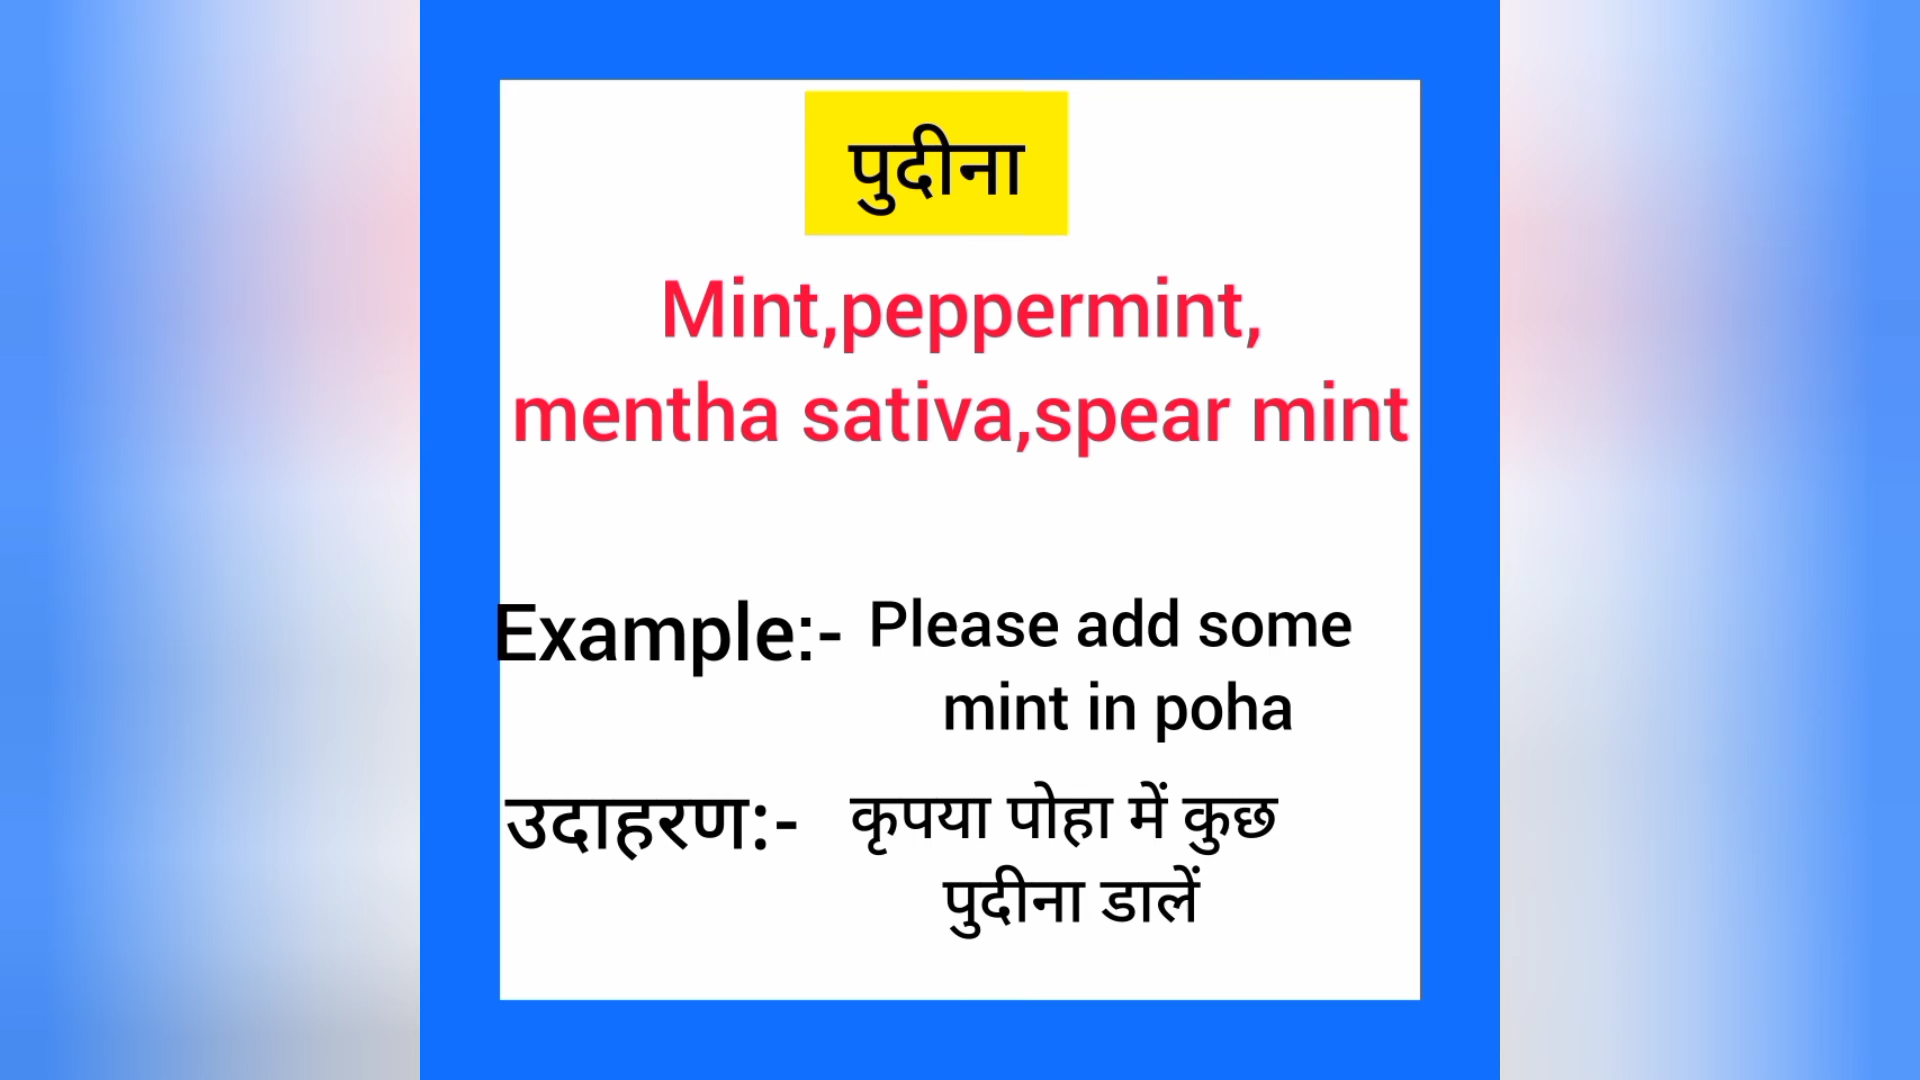 पुदीना
Mint,peppermint,
mentha sativa,spear mint
Example:- Please add some
mint in poha
उदाहरण:- कृपया पोहा में कुछ
पुदीना डालें